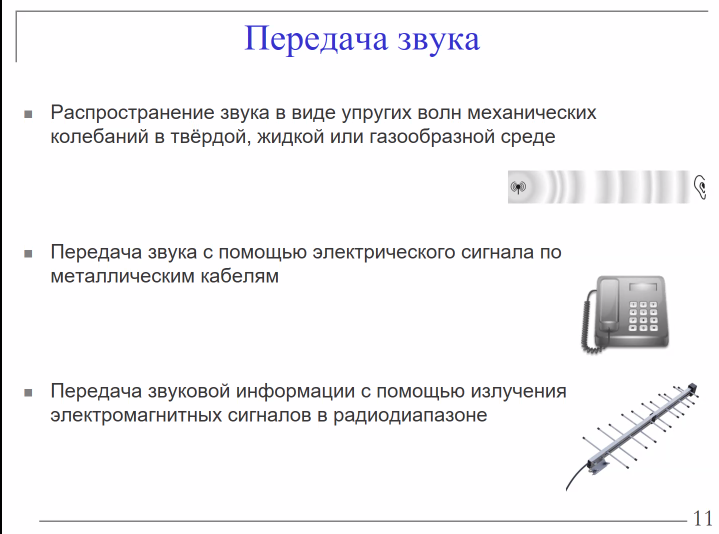 Передача звука
Распространение звука в виде упругих волн механических
колебаний в твёрдой, жидкой или газообразной среде
Передача звука с помощью электрического сигнала по
металлическим кабелям
Передача звуковой информации с помощью излучения
электромагнитных сигналов в радиодиапазоне
11